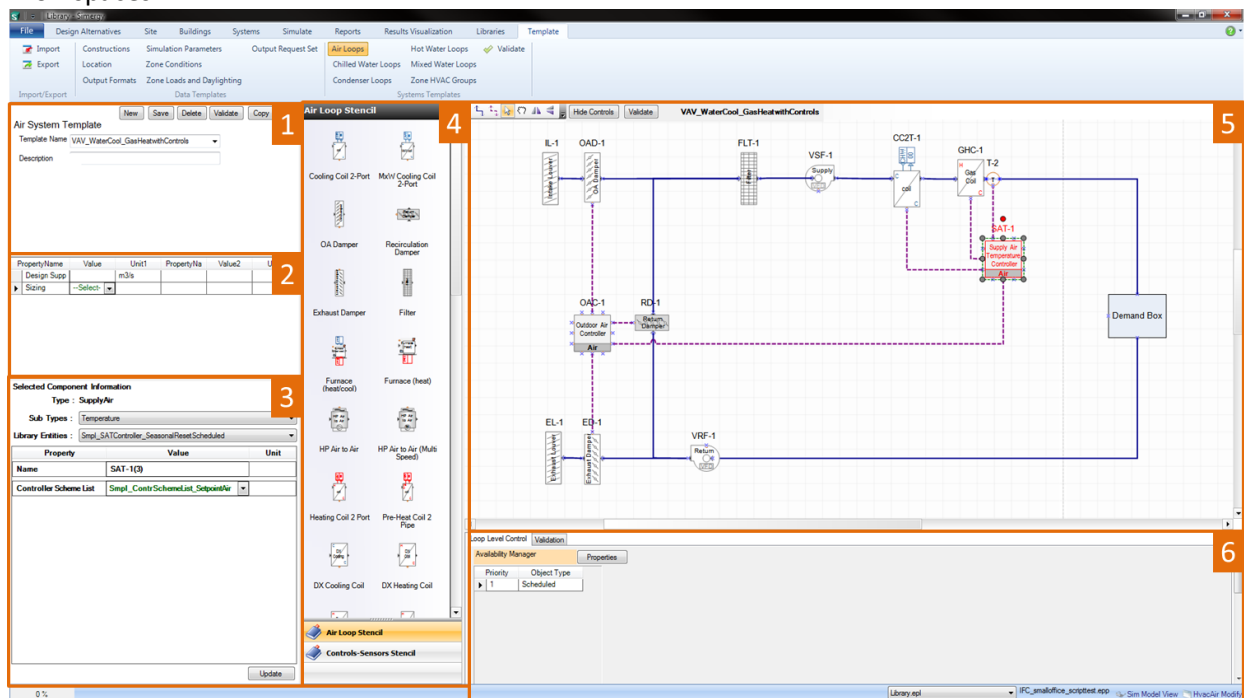 Library - Simergy
File Design Alternatives Site Buildings Systems Simulate Reports Results Visualization Libraries Template
Import Constructions Simulation Parameters Output Request Set Air Loops Hot Water Loops Validate
Export Location Zone Conditions Chilled Water Loops Mixed Water Loops
Output Formats Zone Loads and Daylighting Condenser Loops Zone HVAC Groups
Import/Export Data Templates Systems Templates
New Save Delete Validate Copy
1
Air System Template
Template Name VAV_WaterCool_GasHeatwithControls
Description
PropertyName Value Unit1 PropertyNa Value2 U
Design Supp m3/s
Sizing --Select-
2
Selected Component Information
3
Type : SupplyAir
Sub Types : Temperature
Library Entities : Smpl_SATController_SeasonalResetScheduled
Property Value Unit
Name SAT-1(3)
Controller Scheme List Smpl_ContrSchemeList_SetpointAir
Update
0 %
Air Loop Stencil
4
Cooling Coil 2-Port MxV Cooling Coil
2-Port
OA Damper Recirculation
Damper
Exhaust Damper Filter
Furnace
(heat/cool)
Furnace (heat)
HP Air to Air HP Air to Air (Multi
Speed)
Heating Coil 2 Port Pre-Heat Coil 2
Pipe
DX Cooling Coil DX Heating Coil
Air Loop Stencil
Controls-Sensors Stencil
Hide Controls Validate VAV_WaterCool_GasHeatwithControls
5
IL-1 OAD-1 FLT-1 VSF-1 CC2T-1 GHC-1 T-2
Intake Louver
OA Damper
Filter
Supply
VFD
coil
C
C
H
Gas
Coil
C
T
SAT-1
Supply Air
Temperature
Controller
Air
OAC-1 RD-1
Outdoor Air
Controller
Air
Return
Damper
Demand Box
EL-1 ED-1 VRF-1
Exhaust Louver
Exhaust Damper
Return
VFD
Loop Level Control Validation
6
Availability Manager Properties
Priority Object Type
1 Scheduled
Library.epl IFC_smalloffice_scripttest.epp Sim Model View HvacAir Modify